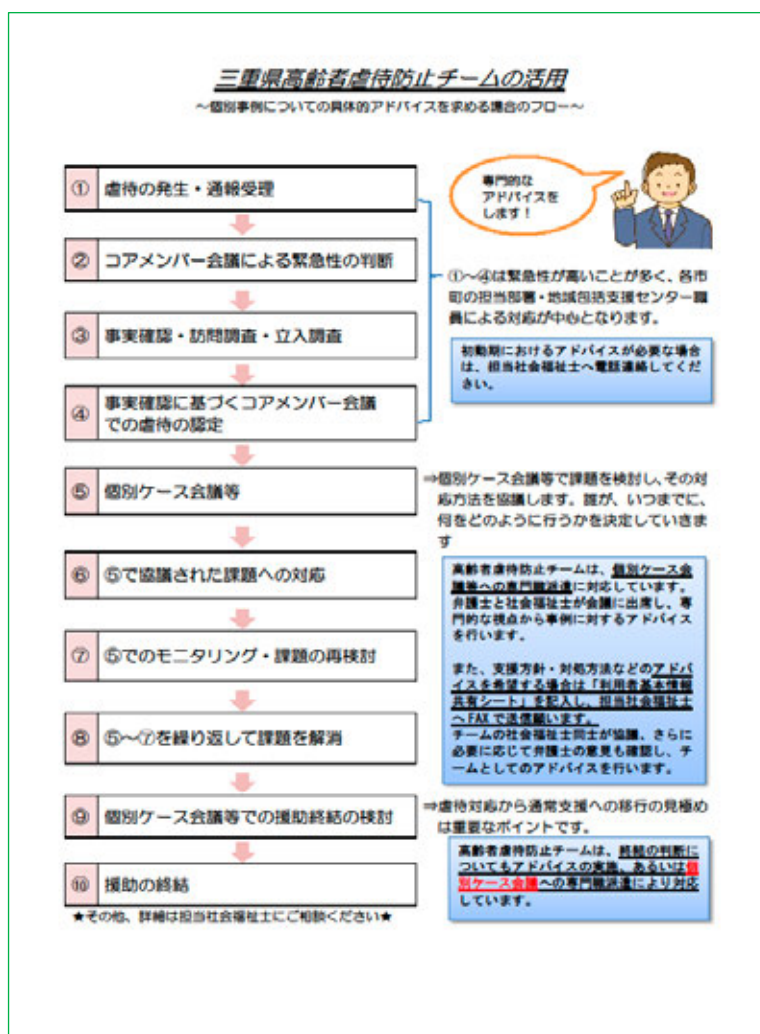 三重県高齢者虐待防止チームの活用
～個別事例についての具体的アドバイスを求める場合のフロー～
専門的な
アドバイスを
します！
① 虐待の発生・通報受理
② コアメンバー会議による緊急性の判断
①～④は緊急性が高いことが多く、各市
町の担当部署・地域包括支援センター職
員による対応が中心となります。
③ 事実確認・訪問調査・立入調査
初動期におけるアドバイスが必要な場合
は、担当社会福祉士へ電話連絡してくだ
さい。
④ 事実確認に基づくコアメンバー会議
での虐待の認定
⑤ 個別ケース会議等
⇒個別ケース会議等で課題を検討し、その対
応方法を協議します。誰が、いつまでに、
何をどのように行うかを決定していきま
す
⑥ ⑤で協議された課題への対応
高齢者虐待防止チームは、個別ケース会
議等への専門職派遣に対応しています。
弁護士と社会福祉士が会議に出席し、専
門的な視点から事例に対するアドバイス
を行います。
⑦ ⑤でのモニタリング・課題の再検討
また、支援方針・対処方法などのアドバ
イスを希望する場合は「利用者基本情報
共有シート」を記入し、担当社会福祉士
へFAXで送信願います。
チームの社会福祉士同士が協議、さらに
必要に応じて弁護士の意見も確認し、チ
ームとしてのアドバイスを行います。
⑧ ⑤～⑦を繰り返して課題を解消
⑨ 個別ケース会議等での援助終結の検討
⇒虐待対応から通常支援への移行の見極め
は重要なポイントです。
高齢者虐待防止チームは、終結の判断に
ついてもアドバイスの実施、あるいは個
別ケース会議への専門職派遣により対応
しています。
⑩ 援助の終結
★その他、詳細は担当社会福祉士にご相談ください★